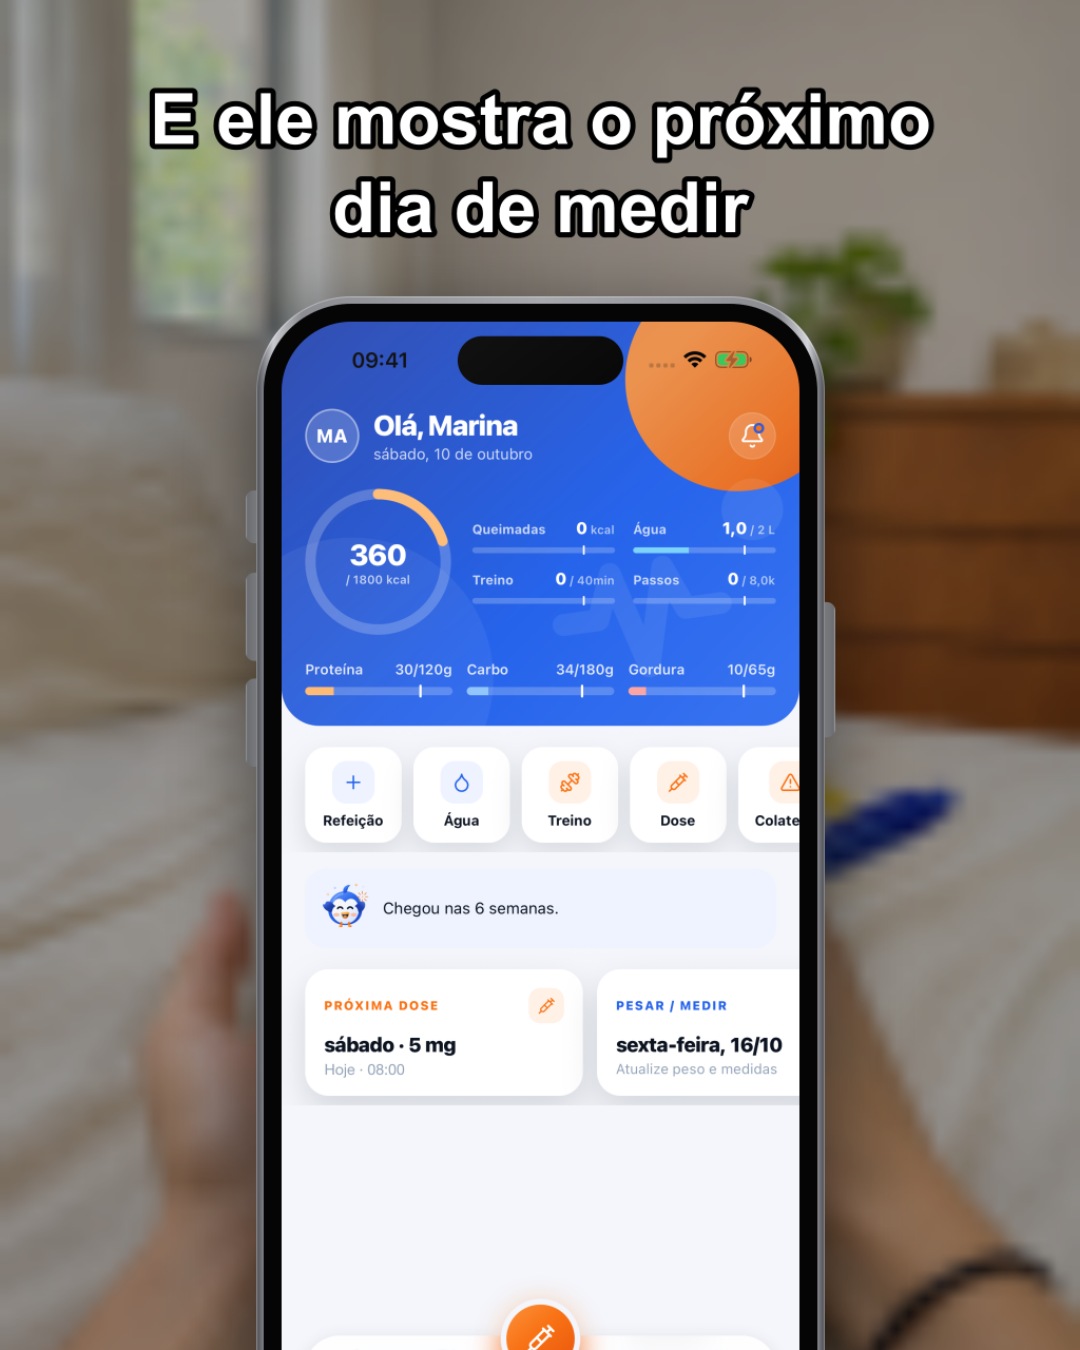 E ele mostra o próximo
dia de medir
09:41
MA
Olá, Marina
sábado, 10 de outubro
360
/ 1800 kcal
Queimadas 0 kcal
Água 1,0 / 2 L
Treino 0 / 40min
Passos 0 / 8,0k
Proteína 30/120g
Carbo 34/180g
Gordura 10/65g
Refeição
Água
Treino
Dose
Colate
Chegou nas 6 semanas.
PRÓXIMA DOSE
sábado · 5 mg
Hoje · 08:00
PESAR / MEDIR
sexta-feira, 16/10
Atualize peso e medidas